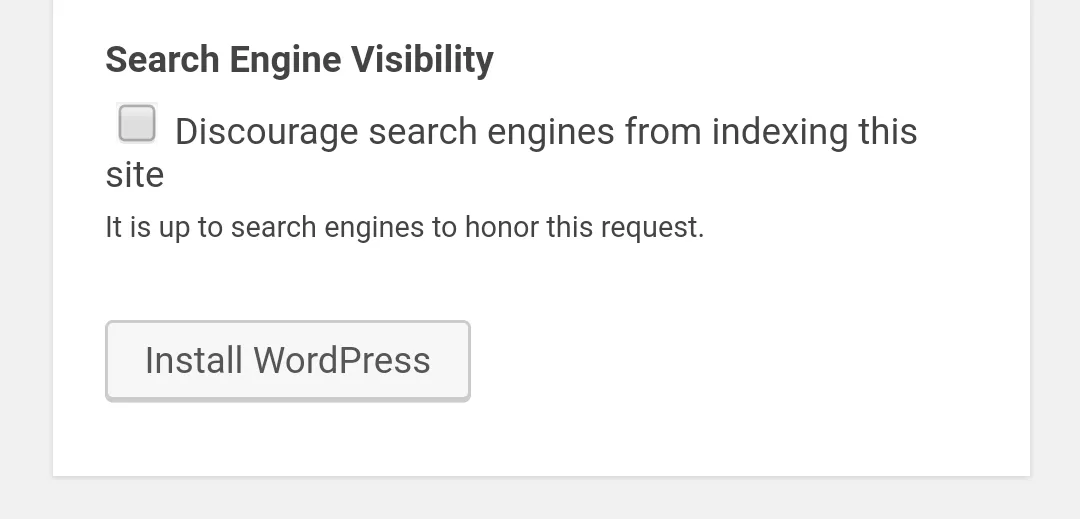 Search Engine Visibility
Discourage search engines from indexing this
site
It is up to search engines to honor this request.
Install WordPress